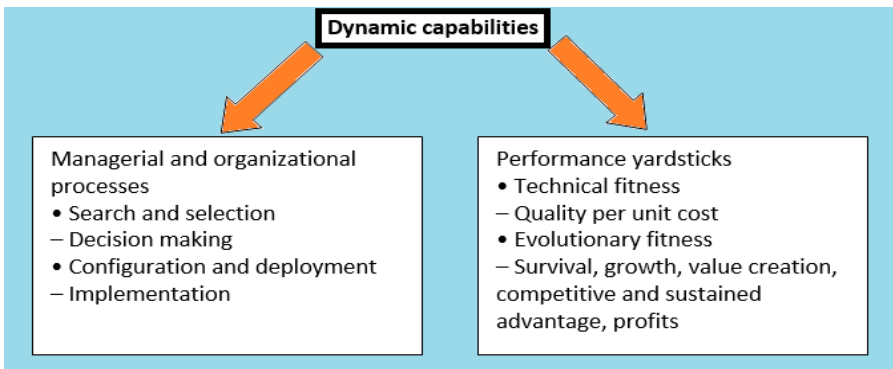 Dynamic capabilities
Managerial and organizational
processes
• Search and selection
– Decision making
• Configuration and deployment
– Implementation
Performance yardsticks
• Technical fitness
– Quality per unit cost
• Evolutionary fitness
– Survival, growth, value creation,
competitive and sustained
advantage, profits